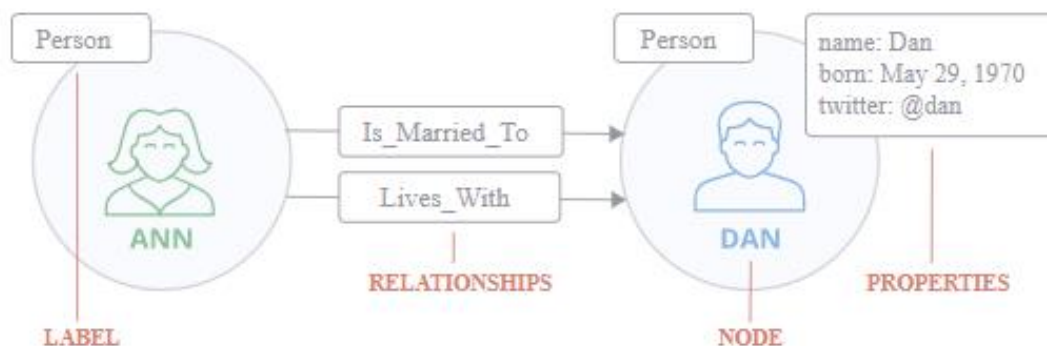 Person
Person
name: Dan
born: May 29, 1970
twitter: @dan
Is_Married_To
Lives_With
ANN
DAN
RELATIONSHIPS
PROPERTIES
LABEL
NODE